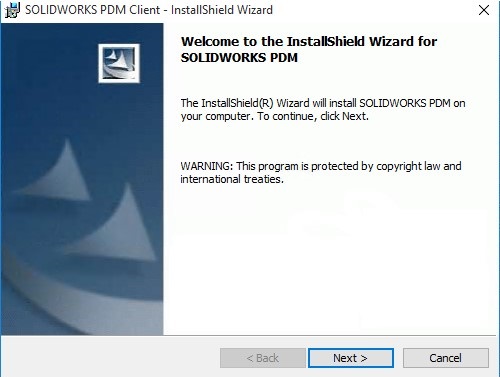 SOLIDWORKS PDM Client - InstallShield Wizard
Welcome to the InstallShield Wizard for
SOLIDWORKS PDM
The InstallShield(R) Wizard will install SOLIDWORKS PDM on
your computer. To continue, click Next.
WARNING: This program is protected by copyright law and
international treaties.
< Back Next > Cancel